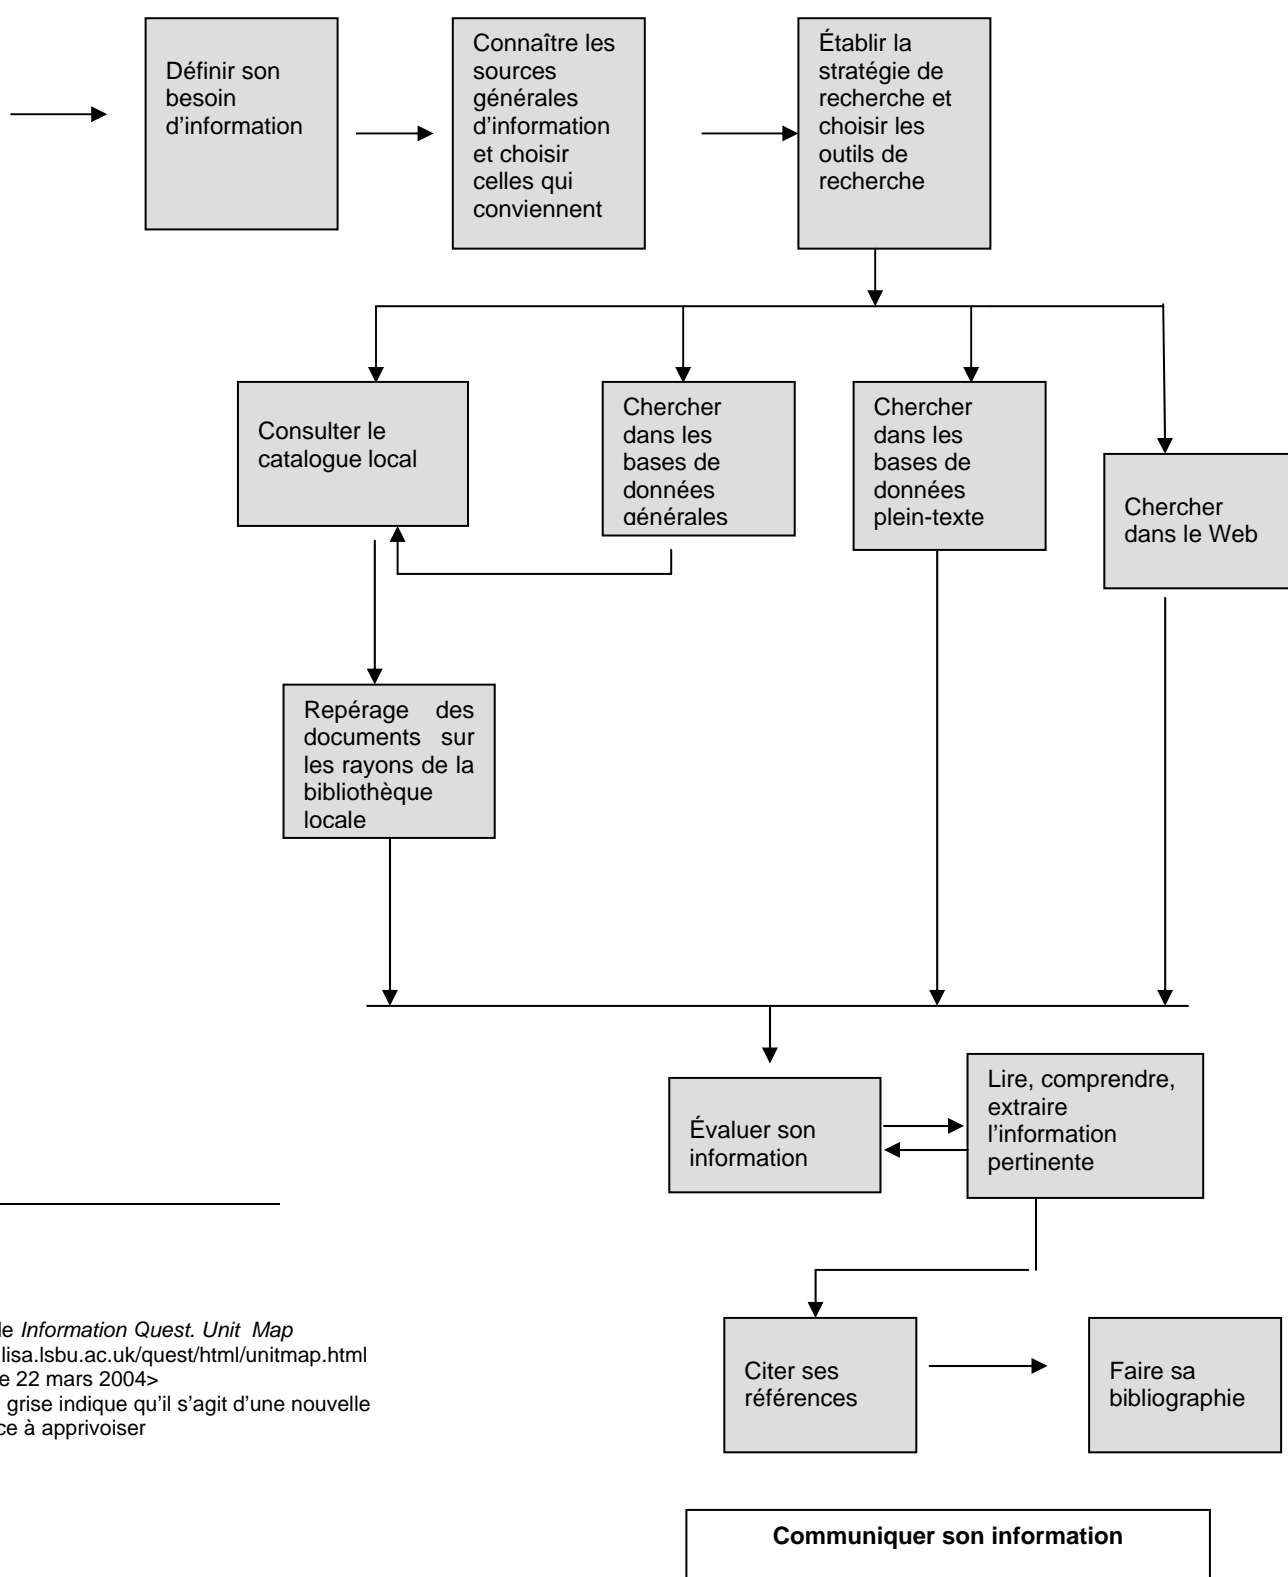 Définir son
besoin
d’information
Connaître les
sources
générales
d’information
et choisir
celles qui
conviennent
Établir la
stratégie de
recherche et
choisir les
outils de
recherche
Consulter le
catalogue local
Chercher
dans les
bases de
données
générales
Chercher
dans les
bases de
données
plein-texte
Chercher
dans le Web
Repérage des
documents sur
les rayons de la
bibliothèque
locale
Évaluer son
information
Lire, comprendre,
extraire
l’information
pertinente
Citer ses
références
Faire sa
bibliographie
Information Quest. Unit Map
lisa.lsbu.ac.uk/quest/html/unitmap.html
22 mars 2004>
grise indique qu’il s’agit d’une nouvelle
à apprivoiser
Communiquer son information